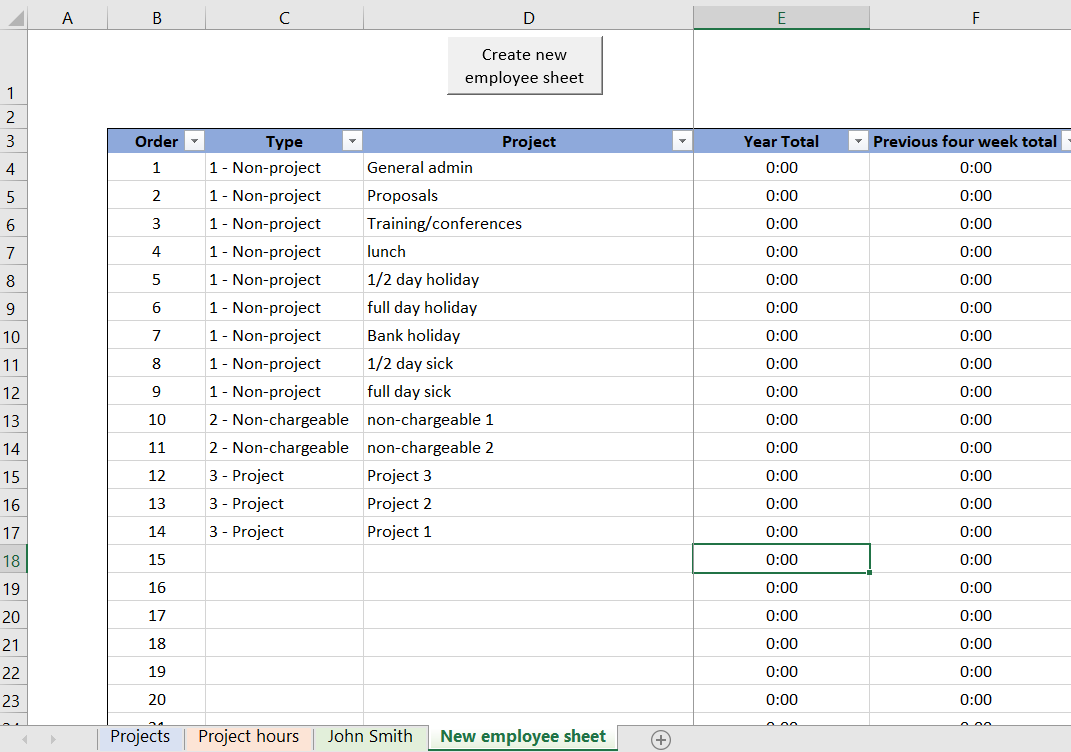 A B C D E F
Create new
employee sheet
1
2
3 Order Type Project Year Total Previous four week total
4 1 1 - Non-project General admin 0:00 0:00
5 2 1 - Non-project Proposals 0:00 0:00
6 3 1 - Non-project Training/conferences 0:00 0:00
7 4 1 - Non-project lunch 0:00 0:00
8 5 1 - Non-project 1/2 day holiday 0:00 0:00
9 6 1 - Non-project full day holiday 0:00 0:00
10 7 1 - Non-project Bank holiday 0:00 0:00
11 8 1 - Non-project 1/2 day sick 0:00 0:00
12 9 1 - Non-project full day sick 0:00 0:00
13 10 2 - Non-chargeable non-chargeable 1 0:00 0:00
14 11 2 - Non-chargeable non-chargeable 2 0:00 0:00
15 12 3 - Project Project 3 0:00 0:00
16 13 3 - Project Project 2 0:00 0:00
17 14 3 - Project Project 1 0:00 0:00
18 15 0:00 0:00
19 16 0:00 0:00
20 17 0:00 0:00
21 18 0:00 0:00
22 19 0:00 0:00
23 20 0:00 0:00
Projects Project hours John Smith New employee sheet